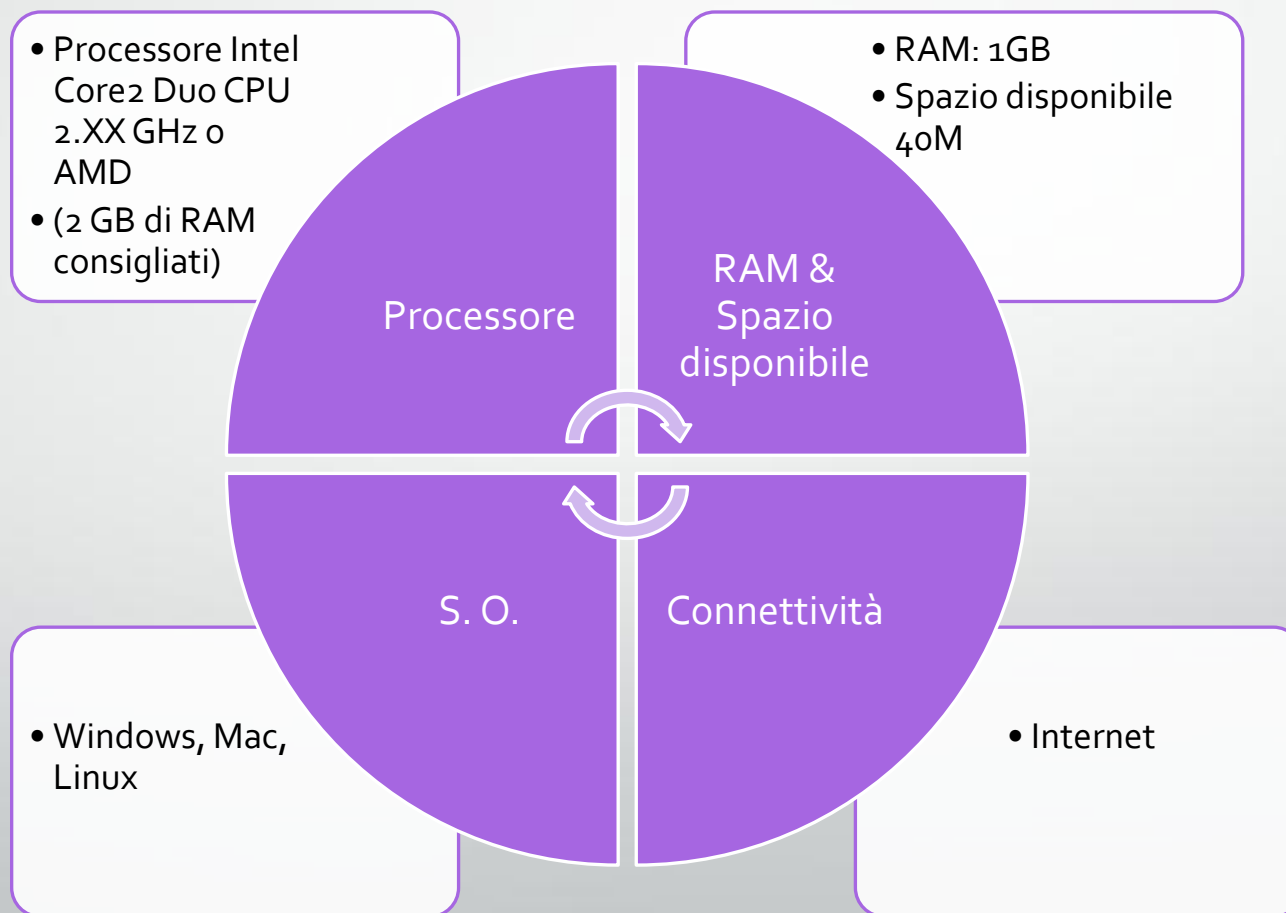 • Processore Intel
Core2 Duo CPU
2.XX GHz o
AMD
• (2 GB di RAM
consigliati)
• RAM: 1GB
• Spazio disponibile
40M
Processore
RAM &
Spazio
disponibile
S. O.
Connettività
• Windows, Mac,
Linux
• Internet